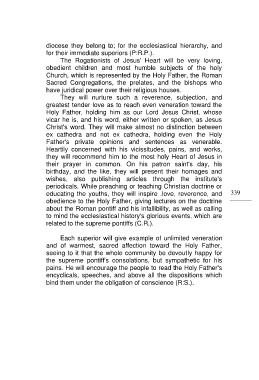 diocese they belong to; for the ecclesiastical hierarchy, and
for their immediate superiors (P:R.P.).
The Rogationists of Jesus' Heart will be very loving,
obedient children and most humble subjects of the holy
Church, which is represented by the Holy Father, the Roman
Sacred Congregations, the prelates, and the bishops who
have juridical power over their religious houses.
They will nurture such a reverence, subjection, and
greatest tender love as to reach even veneration toward the
Holy Father, holding him as our Lord Jesus Christ, whose
vicar he is, and his word, either written or spoken, as Jesus
Christ's word. They will make almost no distinction between
ex cathedra and not ex cathedra, holding even the Holy
Father's private opinions and sentences as venerable.
Heartily concerned with his vicissitudes, pains, and works,
they will recommend him to the most holy Heart of Jesus in
their prayer in common. On his patron saint's day, his
birthday, and the like, they will present their homages and
wishes, also publishing articles through the institute's
periodicals. While preaching or teaching Christian doctrine or
educating the youths, they will inspire love, reverence, and
obedience to the Holy Father, giving lectures on the doctrine
about the Roman pontiff and his infallibility, as well as calling
to mind the ecclesiastical history's glorious events, which are
related to the supreme pontiffs (C.R.).
339
Each superior will give example of unlimited veneration
and of warmest, sacred affection toward the Holy Father,
seeing to it that the whole community be devoutly happy for
the supreme pontiff's consolations, but sympathetic for his
pains. He will encourage the people to read the Holy Father's
encyclicals, speeches, and above all the dispositions which
bind them under the obligation of conscience (R:S.).